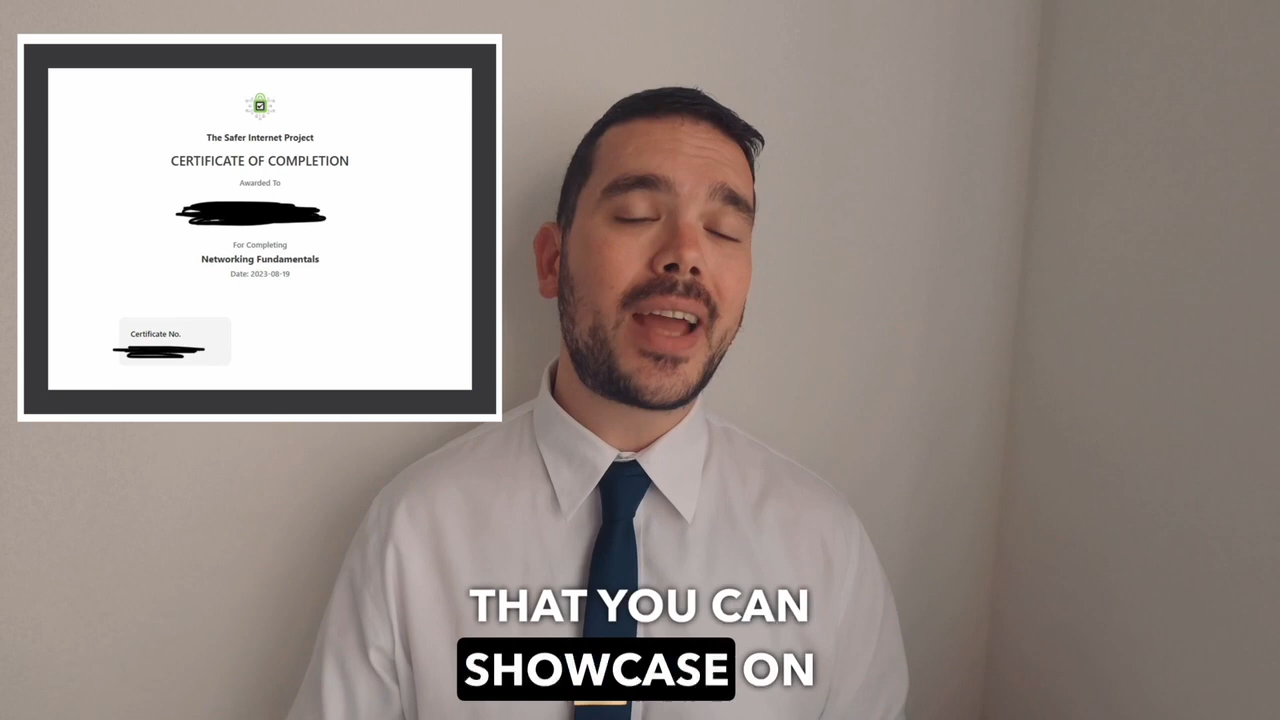 The Safer Internet Project
CERTIFICATE OF COMPLETION
Awarded To
For Completing
Networking Fundamentals
Date: 2023-08-19
Certificate No.
THAT YOU CAN
SHOWCASE ON